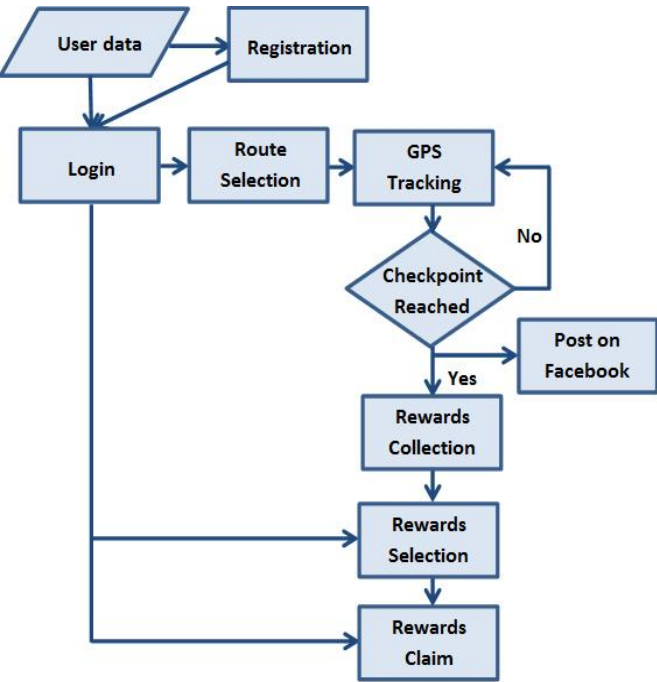 User data
Registration
Login
Route
Selection
GPS
Tracking
No
Checkpoint
Reached
Post on
Facebook
Yes
Rewards
Collection
Rewards
Selection
Rewards
Claim